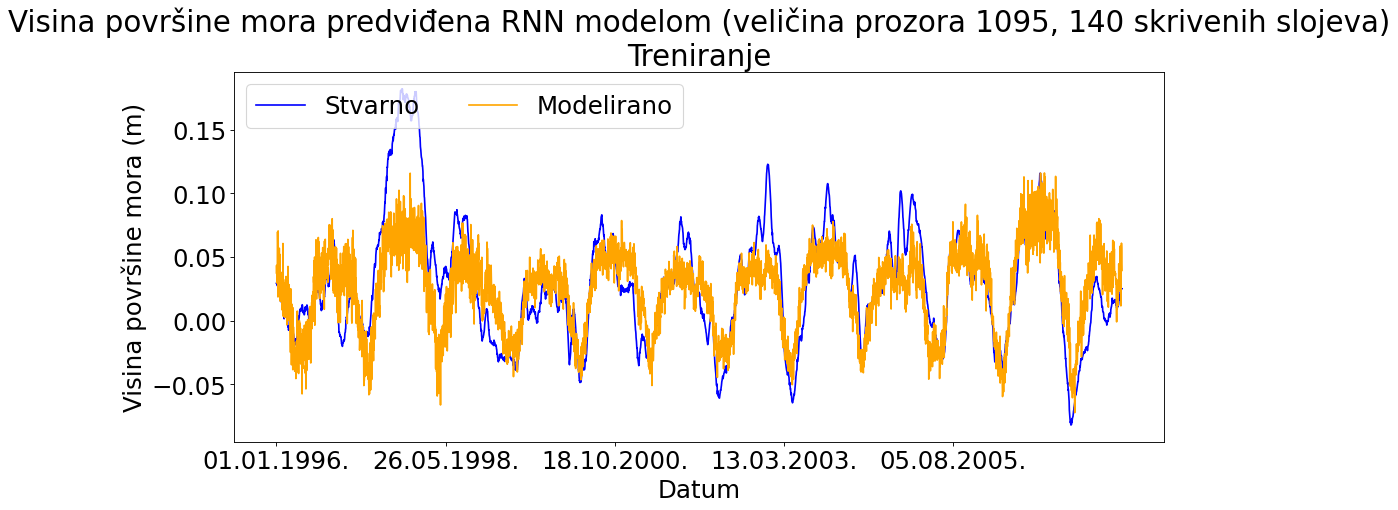 Visina površine mora predviđena RNN modelom (veličina prozora 1095, 140 skrivenih slojeva)
Treniranje
Stvarno
Modelirano
Visina površine mora (m)
0.15
0.10
0.05
0.00
−0.05
01.01.1996.
26.05.1998.
18.10.2000.
13.03.2003.
05.08.2005.
Datum